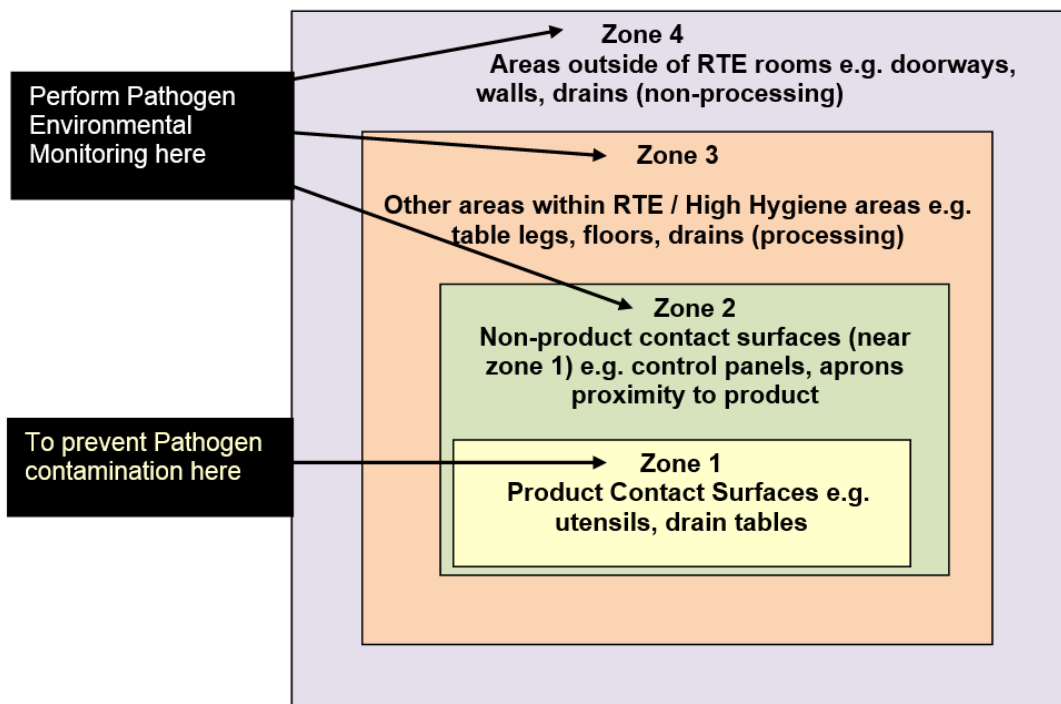 Zone 4
Areas outside of RTE rooms e.g. doorways,
walls, drains (non-processing)
Perform Pathogen
Environmental
Monitoring here
Zone 3
Other areas within RTE / High Hygiene areas e.g.
table legs, floors, drains (processing)
Zone 2
Non-product contact surfaces (near
zone 1) e.g. control panels, aprons
proximity to product
To prevent Pathogen
contamination here
Zone 1
Product Contact Surfaces e.g.
utensils, drain tables